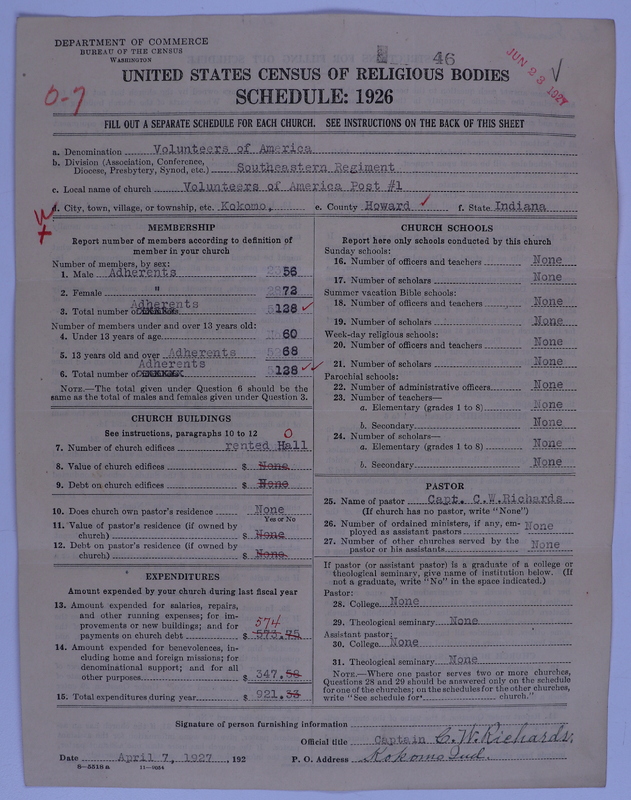 DEPARTMENT OF COMMERCE
BUREAU OF THE CENSUS
WASHINGTON
46
JUN 23 1927
UNITED STATES CENSUS OF RELIGIOUS BODIES
SCHEDULE: 1926
0-7
FILL OUT A SEPARATE SCHEDULE FOR EACH CHURCH. SEE INSTRUCTIONS ON THE BACK OF THIS SHEET
a. Denomination Volunteers of America
b. Division (Association, Conference, Diocese, Presbytery, Synod, etc.) Southeastern Regiment
c. Local name of church Volunteers of America Post #1
d. City, town, village, or township, etc. Kokomo, e. County Howard f. State Indiana
MEMBERSHIP
Report number of members according to definition of
member in your church
Number of members, by sex:
1. Male Adherents 56
2. Female " 72
Adherents
3. Total number of 128
Number of members under and over 13 years old:
4. Under 13 years of age 60
5. 13 years old and over Adherents 68
Adherents
6. Total number of 128
NOTE.—The total given under Question 6 should be the
same as the total of males and females given under Question 3.
CHURCH BUILDINGS
See instructions, paragraphs 10 to 12 0
7. Number of church edifices rented Hall
8. Value of church edifices $ None
9. Debt on church edifices $ None
10. Does church own pastor's residence? None
Yes or No
11. Value of pastor's residence (if owned by
church) $ None
12. Debt on pastor's residence (if owned by
church) $ None
EXPENDITURES
Amount expended by your church during last fiscal year
13. Amount expended for salaries, repairs,
and other running expenses; for im-
provements or new buildings; and for 574
payments on church debt $ 573.75
14. Amount expended for benevolences, in-
cluding home and foreign missions; for
denominational support; and for all
other purposes $ 347.58
15. Total expenditures during year $ 921.33
CHURCH SCHOOLS
Report here only schools conducted by this church
Sunday schools:
16. Number of officers and teachers None
17. Number of scholars None
Summer vacation Bible schools:
18. Number of officers and teachers None
19. Number of scholars None
Week-day religious schools:
20. Number of officers and teachers None
21. Number of scholars None
Parochial schools:
22. Number of administrative officers None
23. Number of teachers—
a. Elementary (grades 1 to 8) None
b. Secondary None
24. Number of scholars—
a. Elementary (grades 1 to 8) None
b. Secondary None
PASTOR
25. Name of pastor Capt. C.W.Richards
(If church has no pastor, write "None")
26. Number of ordained ministers, if any, em-
ployed as assistant pastors None
27. Number of other churches served by the
pastor or his assistants None
If pastor (or assistant pastor) is a graduate of a college or
theological seminary, give name of institution below. (If
not a graduate, write "No" in the space indicated.)
Pastor:
28. College None
29. Theological seminary None
Assistant pastor:
30. College None
31. Theological seminary None
NOTE.—Where one pastor serves two or more churches,
Questions 28 and 29 should be answered only on the schedule
for one of the churches; on the schedules for the other churches,
write "See schedule for church."
Signature of person furnishing information
Official title Captain C.W.Richards.
Date April 7, 1927, 192 P. O. Address Kokomo Ind.
8-5518 a 11-9654